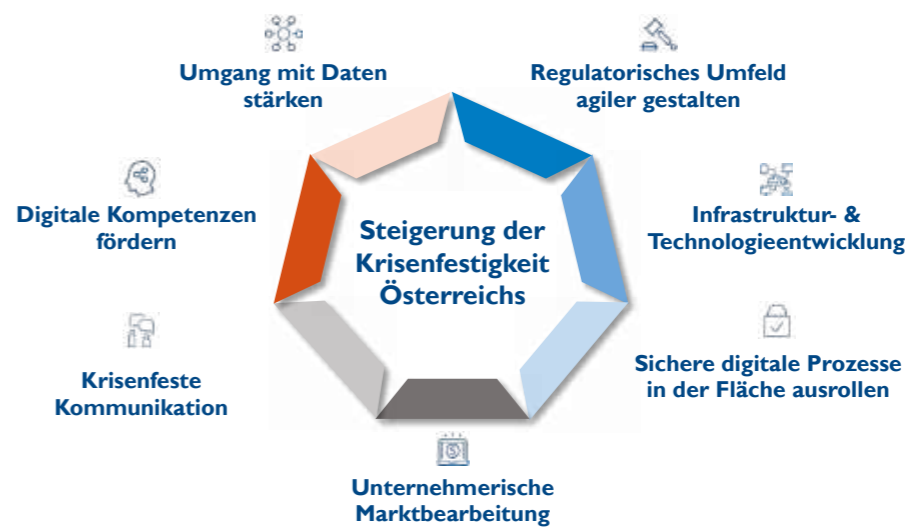 Umgang mit Daten
stärken
Regulatorisches Umfeld
agiler gestalten
Digitale Kompetenzen
fördern
Infrastruktur- &
Technologieentwicklung
Steigerung der
Krisenfestigkeit
Österreichs
Krisenfeste
Kommunikation
Sichere digitale Prozesse
in der Fläche ausrollen
Unternehmerische
Marktbearbeitung